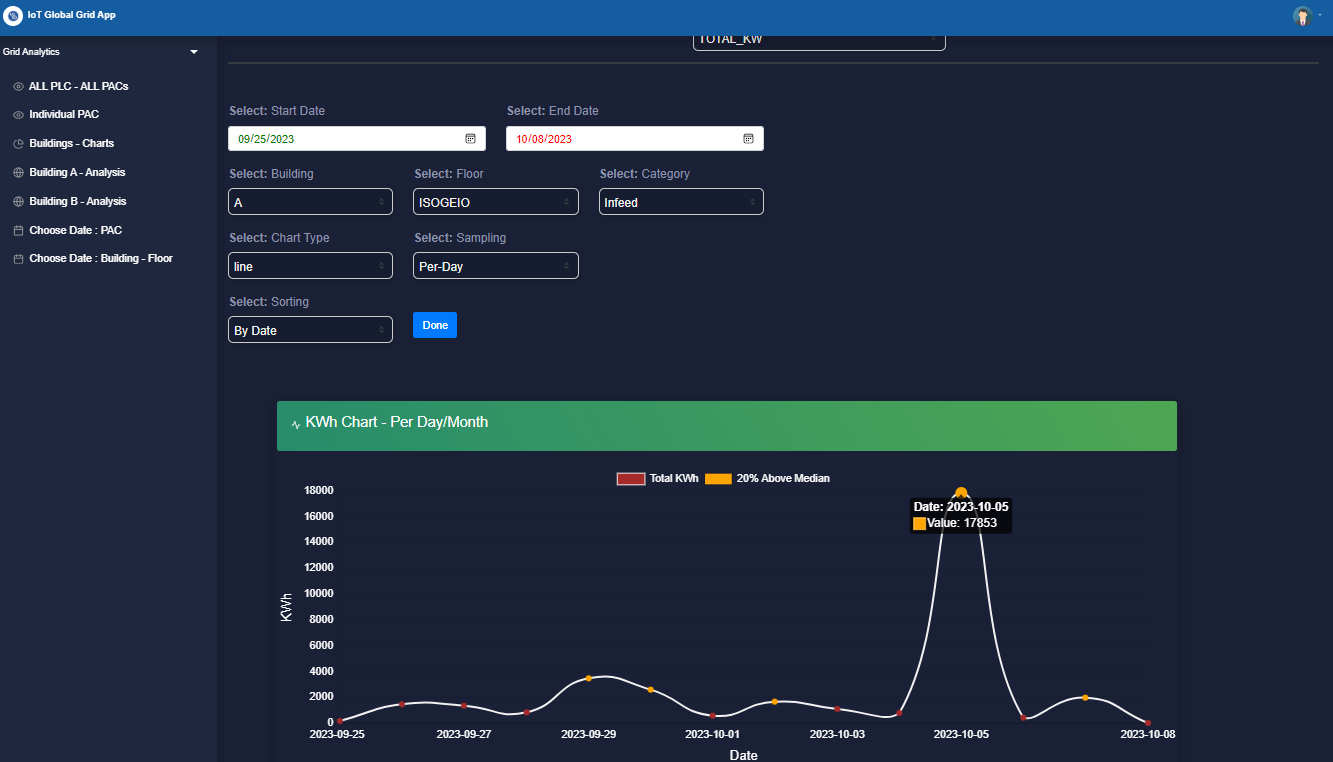 IoT Global Grid App
Grid Analytics
ALL PLC - ALL PACs
Individual PAC
Buildings - Charts
Building A - Analysis
Building B - Analysis
Choose Date : PAC
Choose Date : Building - Floor
TOTAL_KW
Select: Start Date Select: End Date
09/25/2023 10/08/2023
Select: Building Select: Floor Select: Category
A ISOGEIO Infeed
Select: Chart Type Select: Sampling
line Per-Day
Select: Sorting
By Date Done
KWh Chart - Per Day/Month
Total KWh 20% Above Median
18000
16000
14000
12000
10000
8000
6000
4000
2000
0
KWh
Date: 2023-10-05
Value: 17853
2023-09-25 2023-09-27 2023-09-29 2023-10-01 2023-10-03 2023-10-05 2023-10-08
Date